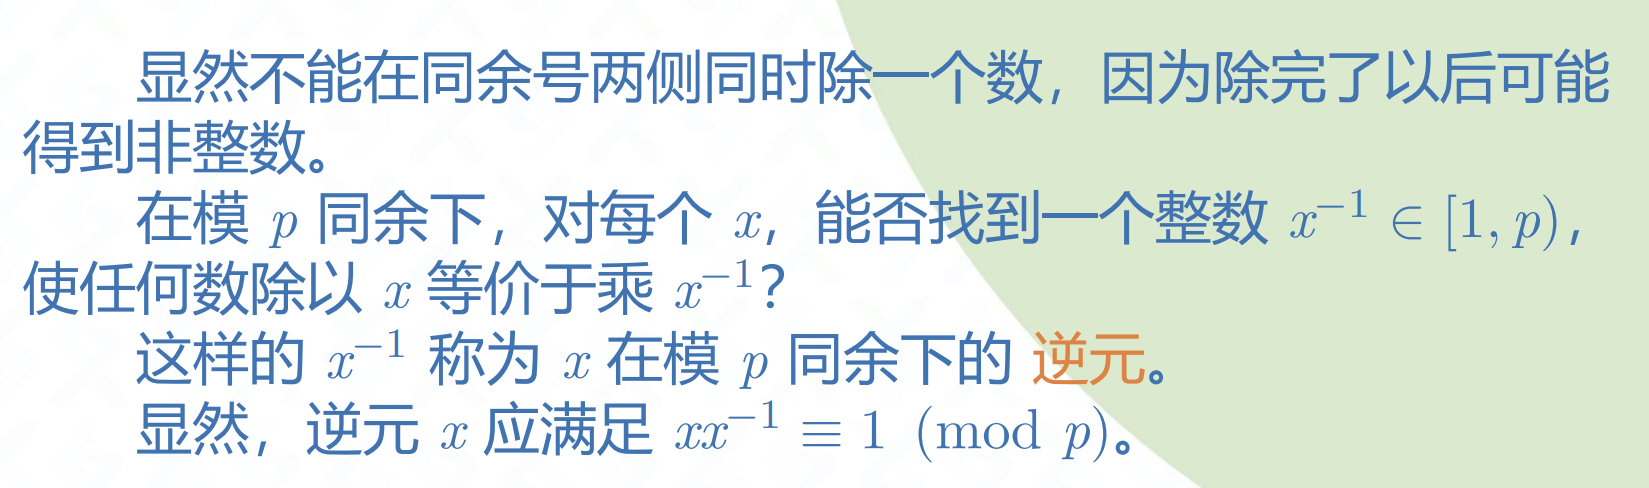 显然不能在同余号两侧同时除一个数，因为除完了以后可能
得到非整数。
在模 p 同余下，对每个 x，能否找到一个整数 x⁻¹ ∈ [1, p)，
使任何数除以 x 等价于乘 x⁻¹？
这样的 x⁻¹ 称为 x 在模 p 同余下的 逆元。
显然，逆元 x 应满足 xx⁻¹ ≡ 1 (mod p)。